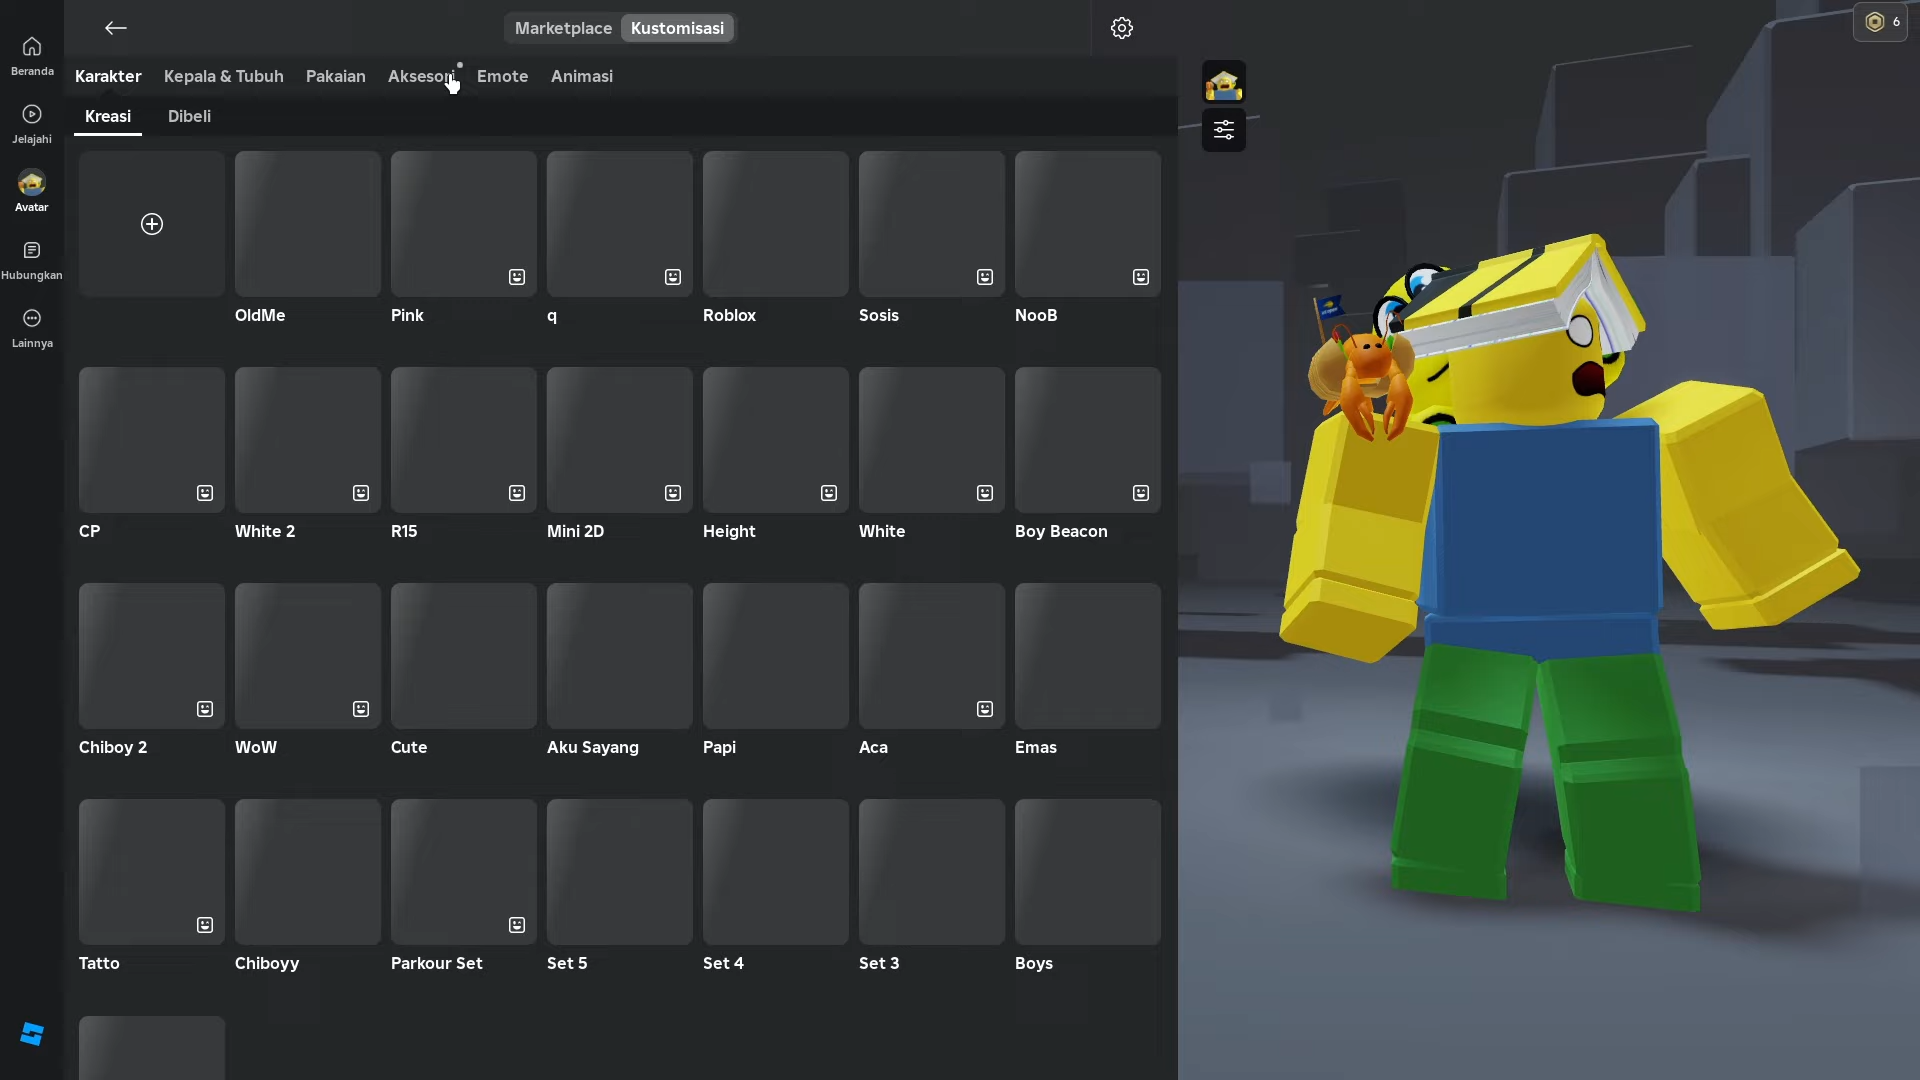 Marketplace Kustomisasi
6
Beranda
Jelajahi
Avatar
Hubungkan
Lainnya
Karakter Kepala & Tubuh Pakaian Aksesori Emote Animasi
Kreasi Dibeli
OldMe Pink q Roblox Sosis NooB
CP White 2 R15 Mini 2D Height White Boy Beacon
Chiboy 2 WoW Cute Aku Sayang Papi Aca Emas
Tatto Chiboyy Parkour Set Set 5 Set 4 Set 3 Boys